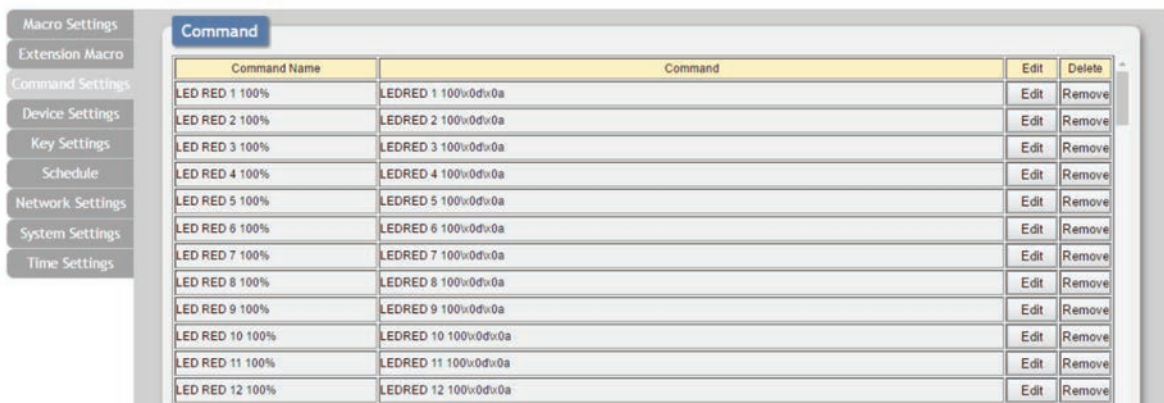 Macro Settings
Extension Macro
Command Settings
Device Settings
Key Settings
Schedule
Network Settings
System Settings
Time Settings
Command
Command Name Command Edit Delete
LED RED 1 100% LEDRED 1 100\x0d\x0a Edit Remove
LED RED 2 100% LEDRED 2 100\x0d\x0a Edit Remove
LED RED 3 100% LEDRED 3 100\x0d\x0a Edit Remove
LED RED 4 100% LEDRED 4 100\x0d\x0a Edit Remove
LED RED 5 100% LEDRED 5 100\x0d\x0a Edit Remove
LED RED 6 100% LEDRED 6 100\x0d\x0a Edit Remove
LED RED 7 100% LEDRED 7 100\x0d\x0a Edit Remove
LED RED 8 100% LEDRED 8 100\x0d\x0a Edit Remove
LED RED 9 100% LEDRED 9 100\x0d\x0a Edit Remove
LED RED 10 100% LEDRED 10 100\x0d\x0a Edit Remove
LED RED 11 100% LEDRED 11 100\x0d\x0a Edit Remove
LED RED 12 100% LEDRED 12 100\x0d\x0a Edit Remove